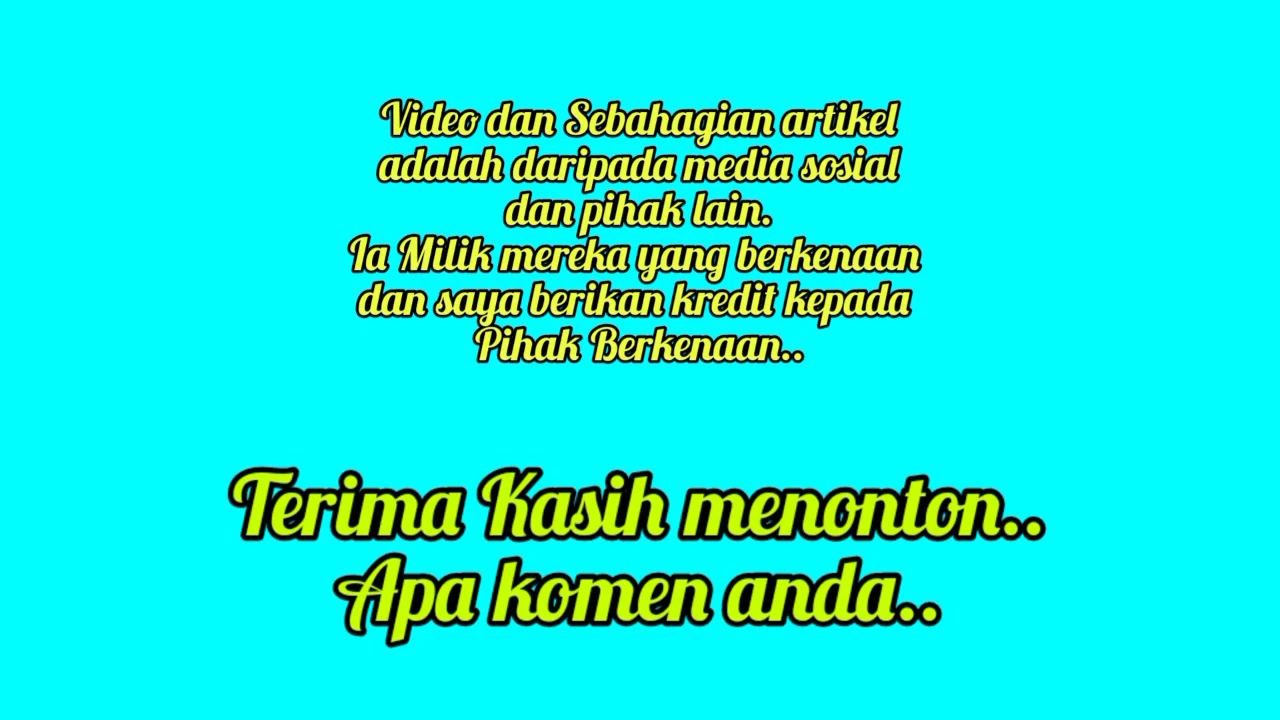 Video dan Sebahagian artikel
adalah daripada media sosial
dan pihak lain.
Ia Milik mereka yang berkenaan
dan saya berikan kredit kepada
Pihak Berkenaan..
Terima Kasih menonton..
Apa komen anda..